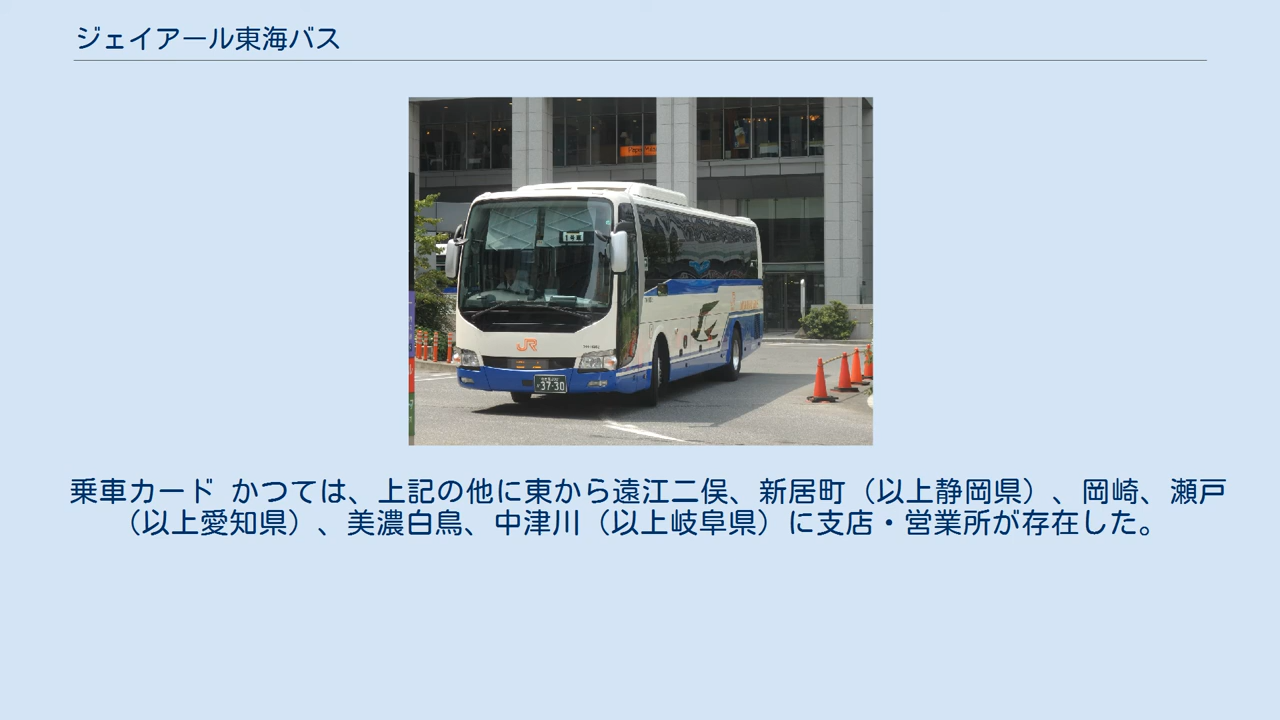 ジェイアール東海バス
JR
37-30
乗車カード かつては、上記の他に東から遠江二俣、新居町（以上静岡県）、岡崎、瀬戸
（以上愛知県）、美濃白鳥、中津川（以上岐阜県）に支店・営業所が存在した。